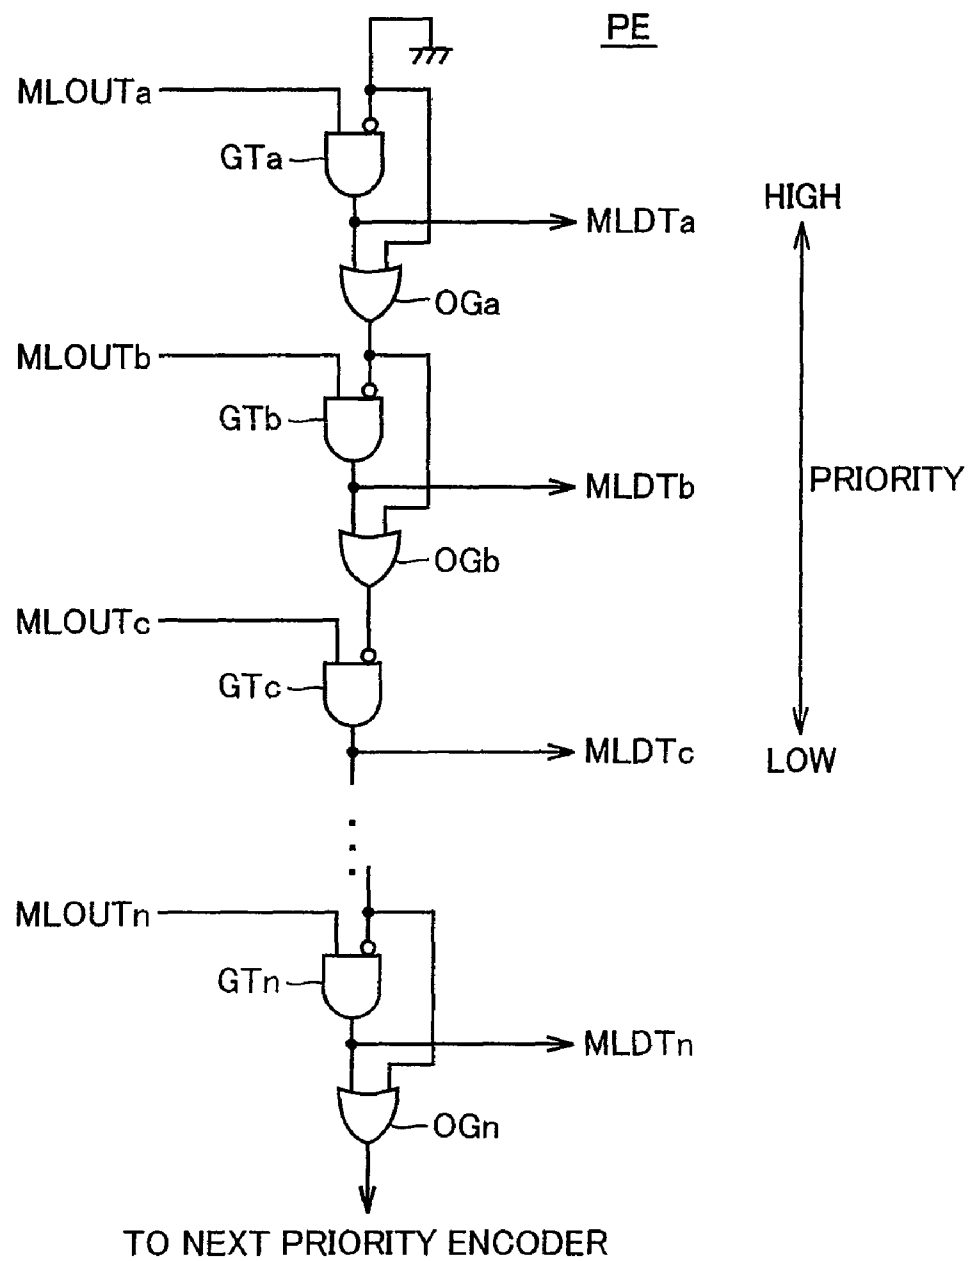 PE
MLOUTa
GTa
MLDTa
HIGH
OGa
MLOUTb
GTb
MLDTb
PRIORITY
OGb
MLOUTc
GTc
MLDTc
LOW
MLOUTn
GTn
MLDTn
OGn
TO NEXT PRIORITY ENCODER